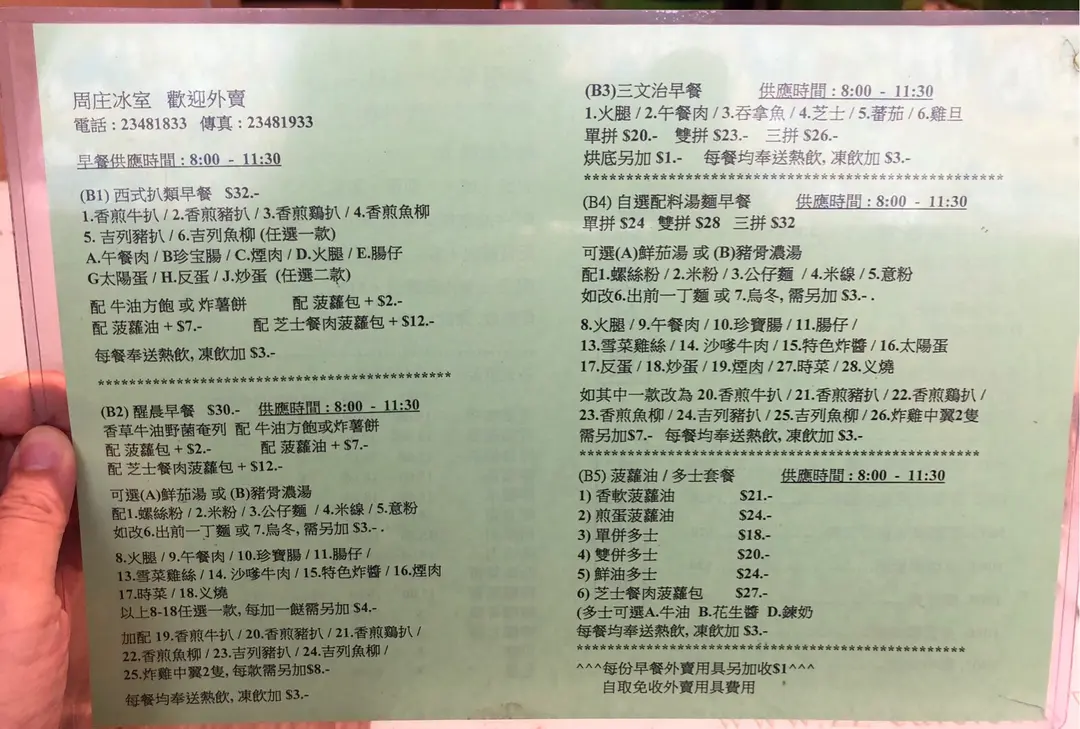 周庄冰室 歡迎外賣
電話 : 23481833 傳真 : 23481933
早餐供應時間 : 8:00 - 11:30
(B1) 西式扒類早餐 $32.-
1.香煎牛扒 / 2.香煎豬扒 / 3.香煎鷄扒 / 4.香煎魚柳
5. 吉列豬扒 / 6.吉列魚柳 (任選一款)
A.午餐肉 / B珍宝腸 / C.煙肉 / D.火腿 / E.腸仔
G太陽蛋 / H.反蛋 / J.炒蛋 (任選二款)
配 牛油方飽 或 炸薯餅 配 菠蘿包 + $2.-
配 菠蘿油 + $7.- 配 芝士餐肉菠蘿包 + $12.-
每餐奉送熱飲, 凍飲加 $3.-
********************************************
(B2) 醒晨早餐 $30.- 供應時間 : 8:00 - 11:30
香草牛油野菌奄列 配 牛油方飽或炸薯餅
配 菠蘿包 + $2.- 配 菠蘿油 + $7.-
配 芝士餐肉菠蘿包 + $12.-
可選(A)鮮茄湯 或 (B)豬骨濃湯
配1.螺絲粉 / 2.米粉 / 3.公仔麵 / 4.米線 / 5.意粉
如改6.出前一丁麵 或 7.烏冬, 需另加 $3.- .
8.火腿 / 9.午餐肉 / 10.珍寶腸 / 11.腸仔 /
13.雪菜雞絲 / 14. 沙嗲牛肉 / 15.特色炸醬 / 16.煙肉
17.時菜 / 18.义燒
以上8-18任選一款, 每加一餸需另加 $4.-
加配 19.香煎牛扒 / 20.香煎豬扒 / 21.香煎鷄扒 /
22.香煎魚柳 / 23.吉列豬扒 / 24.吉列魚柳 /
25.炸雞中翼2隻, 每款需另加$8.-
每餐均奉送熱飲, 凍飲加 $3.-
(B3)三文治早餐 供應時間 : 8:00 - 11:30
1.火腿 / 2.午餐肉 / 3.吞拿魚 / 4.芝士 / 5.蕃茄 / 6.雞旦
單拼 $20.- 雙拼 $23.- 三拼 $26.-
烘底另加 $1.- 每餐均奉送熱飲, 凍飲加 $3.-
****************************************************
(B4) 自選配料湯麵早餐 供應時間 : 8:00 - 11:30
單拼 $24 雙拼 $28 三拼 $32
可選(A)鮮茄湯 或 (B)豬骨濃湯
配1.螺絲粉 / 2.米粉 / 3.公仔麵 / 4.米線 / 5.意粉
如改6.出前一丁麵 或 7.烏冬, 需另加 $3.- .
8.火腿 / 9.午餐肉 / 10.珍寶腸 / 11.腸仔 /
13.雪菜雞絲 / 14. 沙嗲牛肉 / 15.特色炸醬 / 16.太陽蛋
17.反蛋 / 18.炒蛋 / 19.煙肉 / 27.時菜 / 28.义燒
如其中一款改為 20.香煎牛扒 / 21.香煎豬扒 / 22.香煎鷄扒 /
23.香煎魚柳 / 24.吉列豬扒 / 25.吉列魚柳 / 26.炸雞中翼2隻
需另加$7.- 每餐均奉送熱飲, 凍飲加 $3.-
**************************************************
(B5) 菠蘿油 / 多士套餐 供應時間 : 8:00 - 11:30
1) 香軟菠蘿油 $21.-
2) 煎蛋菠蘿油 $24.-
3) 單併多士 $18.-
4) 雙併多士 $20.-
5) 鮮油多士 $24.-
6) 芝士餐肉菠蘿包 $27.-
(多士可選A.牛油 B.花生醬 D.鍊奶
每餐均奉送熱飲, 凍飲加 $3.-
*************************************************
^^^每份早餐外賣用具另加收$1^^^
自取免收外賣用具費用